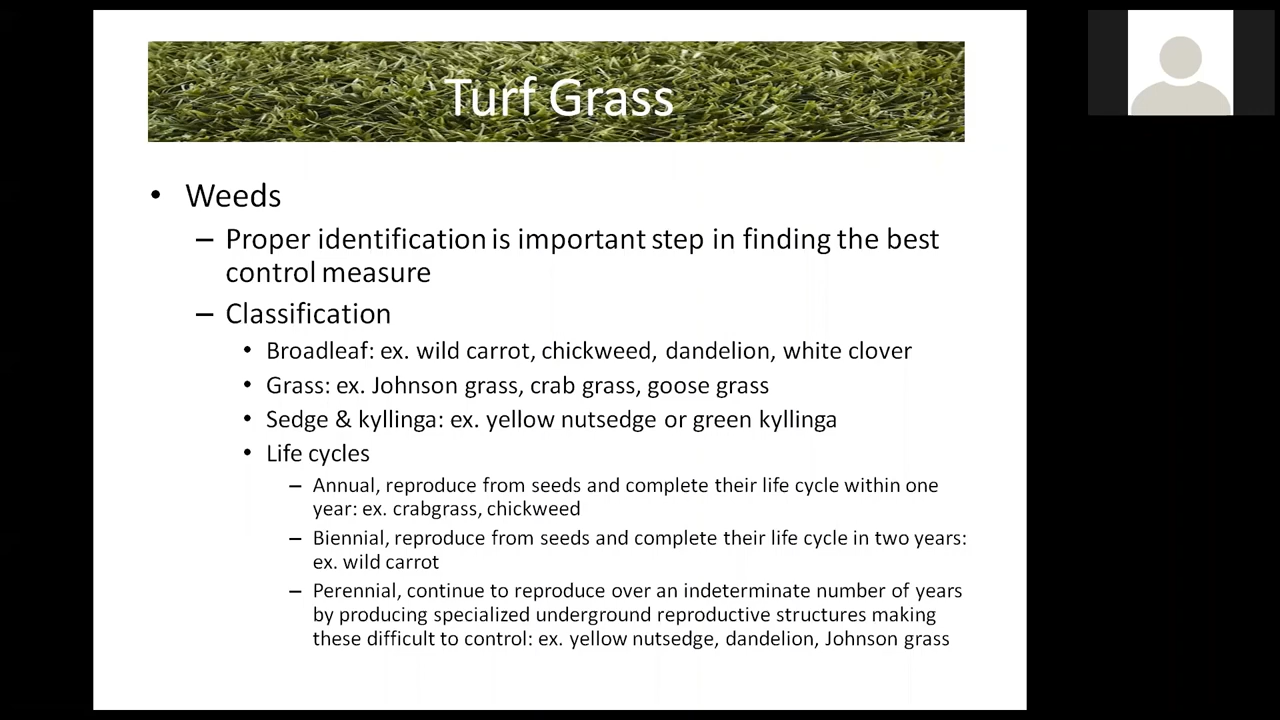 Turf Grass
• Weeds
– Proper identification is important step in finding the best
control measure
– Classification
• Broadleaf: ex. wild carrot, chickweed, dandelion, white clover
• Grass: ex. Johnson grass, crab grass, goose grass
• Sedge & kyllinga: ex. yellow nutsedge or green kyllinga
• Life cycles
– Annual, reproduce from seeds and complete their life cycle within one
year: ex. crabgrass, chickweed
– Biennial, reproduce from seeds and complete their life cycle in two years:
ex. wild carrot
– Perennial, continue to reproduce over an indeterminate number of years
by producing specialized underground reproductive structures making
these difficult to control: ex. yellow nutsedge, dandelion, Johnson grass